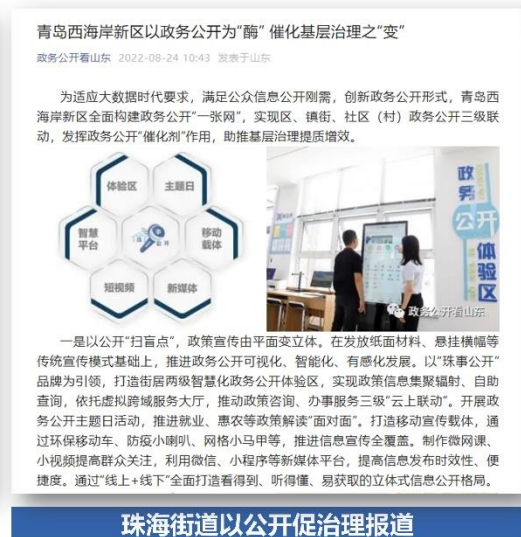 青岛西海岸新区以政务公开为“酶” 催化基层治理之“变”
政务公开看山东 2022-08-24 10:43 发表于山东
为适应大数据时代要求，满足公众信息公开刚需，创新政务公开形式，青岛西
海岸新区全面构建政务公开“一张网”，实现区、镇街、社区（村）政务公开三级联
动，发挥政务公开“催化剂”作用，助推基层治理提质增效。
体验区
主题日
智慧
平台
移动
载体
短视频
新媒体
政务
公开
体验区
政务公开看山东
一是以公开“扫盲点”，政策宣传由平面变立体。在发放纸面材料、悬挂横幅等
传统宣传模式基础上，推进政务公开可视化、智能化、有感化发展。以“珠事公开”
品牌为引领，打造街居两级智慧化政务公开体验区，实现政策信息集聚辐射、自助
查询，依托虚拟跨域服务大厅，推动政策咨询、办事服务三级“云上联动”。开展政
务公开主题日活动，推进就业、惠农等政策解读“面对面”。打造移动宣传载体，通
过环保移动车、防疫小喇叭、网格小马甲等，推进信息宣传全覆盖。制作微网课、
小视频提高群众关注，利用微信、小程序等新媒体平台，提高信息发布时效性、便
捷度。通过“线上+线下”全面打造看得到、听得懂、易获取的立体式信息公开格局。
珠海街道以公开促治理报道